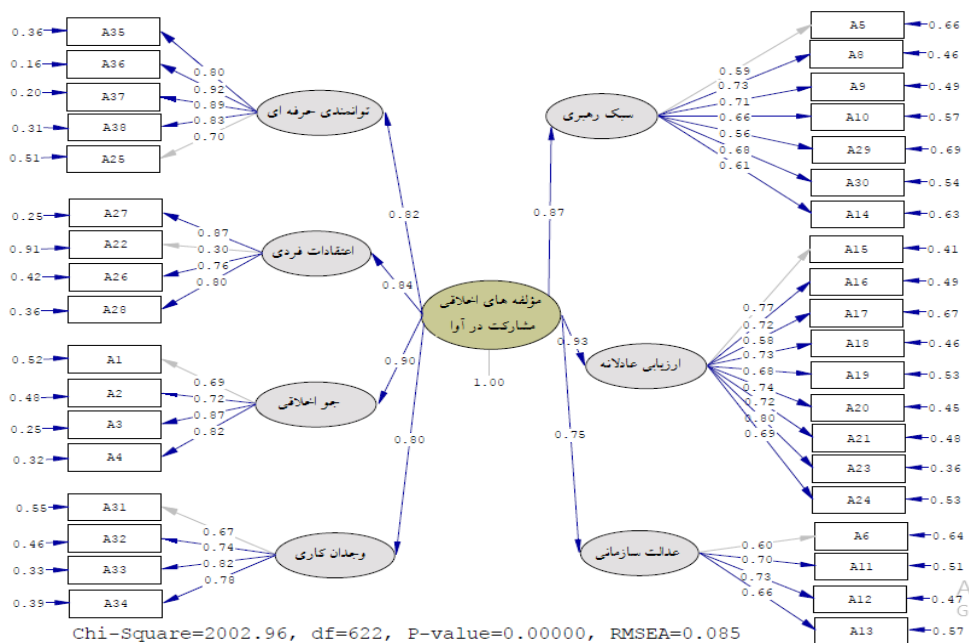 0.36 A35 0.80
0.16 A36 0.92
0.20 A37 0.89
0.31 A38 0.83
0.51 A25 0.70
توانمندی حرفه ای
0.82
0.25 A27 0.87
0.91 A22 0.30
0.42 A26 0.76
0.36 A28 0.80
اعتقادات فردی
0.84
0.52 A1 0.69
0.48 A2 0.72
0.25 A3 0.87
0.32 A4 0.82
جو اخلاقی
0.90
0.55 A31 0.67
0.46 A32 0.74
0.33 A33 0.82
0.39 A34 0.78
وجدان کاری
0.80
مؤلفه های اخلاقی
مشارکت در آوا
1.00
0.87
سبک رهبری
0.59 A5 0.66
0.73 A8 0.46
0.71 A9 0.49
0.66 A10 0.57
0.56 A29 0.69
0.68 A30 0.54
0.61 A14 0.63
0.93
ارزیابی عادلانه
0.77 A15 0.41
0.72 A16 0.49
0.58 A17 0.67
0.73 A18 0.46
0.68 A19 0.53
0.74 A20 0.45
0.72 A21 0.48
0.80 A23 0.36
0.69 A24 0.53
0.75
عدالت سازمانی
0.60 A6 0.64
0.70 A11 0.51
0.73 A12 0.47
0.66 A13 0.57
A
G
Chi-Square=2002.96, df=622, P-value=0.00000, RMSEA=0.085